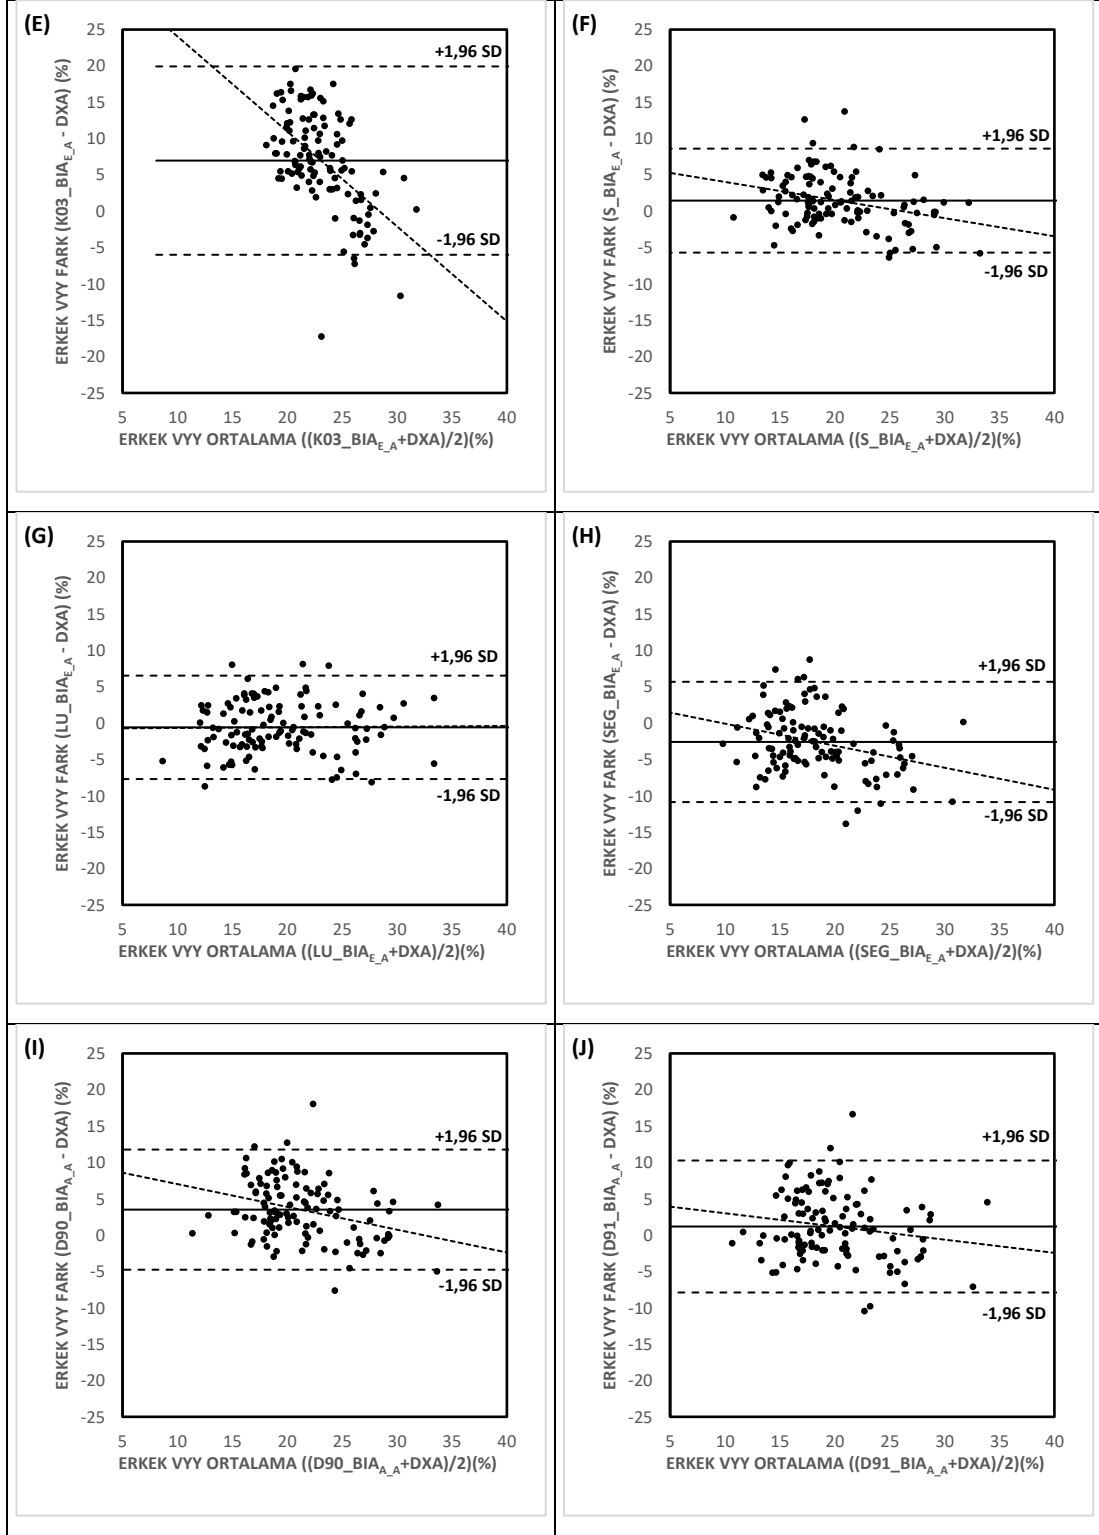 (E)
ERKEK VYY FARK (K03_BIAE_A - DXA) (%)
25
20
15
10
5
0
-5
-10
-15
-20
-25
+1,96 SD
-1,96 SD
5 10 15 20 25 30 35 40
ERKEK VYY ORTALAMA ((K03_BIAE_A+DXA)/2)(%)
(F)
ERKEK VYY FARK (S_BIAE_A - DXA) (%)
25
20
15
10
5
0
-5
-10
-15
-20
-25
+1,96 SD
-1,96 SD
5 10 15 20 25 30 35 40
ERKEK VYY ORTALAMA ((S_BIAE_A+DXA)/2)(%)
(G)
ERKEK VYY FARK (LU_BIAE_A - DXA) (%)
25
20
15
10
5
0
-5
-10
-15
-20
-25
+1,96 SD
-1,96 SD
5 10 15 20 25 30 35 40
ERKEK VYY ORTALAMA ((LU_BIAE_A+DXA)/2)(%)
(H)
ERKEK VYY FARK (SEG_BIAE_A - DXA) (%)
25
20
15
10
5
0
-5
-10
-15
-20
-25
+1,96 SD
-1,96 SD
5 10 15 20 25 30 35 40
ERKEK VYY ORTALAMA ((SEG_BIAE_A+DXA)/2)(%)
(I)
ERKEK VYY FARK (D90_BIAA_A - DXA) (%)
25
20
15
10
5
0
-5
-10
-15
-20
-25
+1,96 SD
-1,96 SD
5 10 15 20 25 30 35 40
ERKEK VYY ORTALAMA ((D90_BIAA_A+DXA)/2)(%)
(J)
ERKEK VYY FARK (D91_BIAA_A - DXA) (%)
25
20
15
10
5
0
-5
-10
-15
-20
-25
+1,96 SD
-1,96 SD
5 10 15 20 25 30 35 40
ERKEK VYY ORTALAMA ((D91_BIAA_A+DXA)/2)(%)